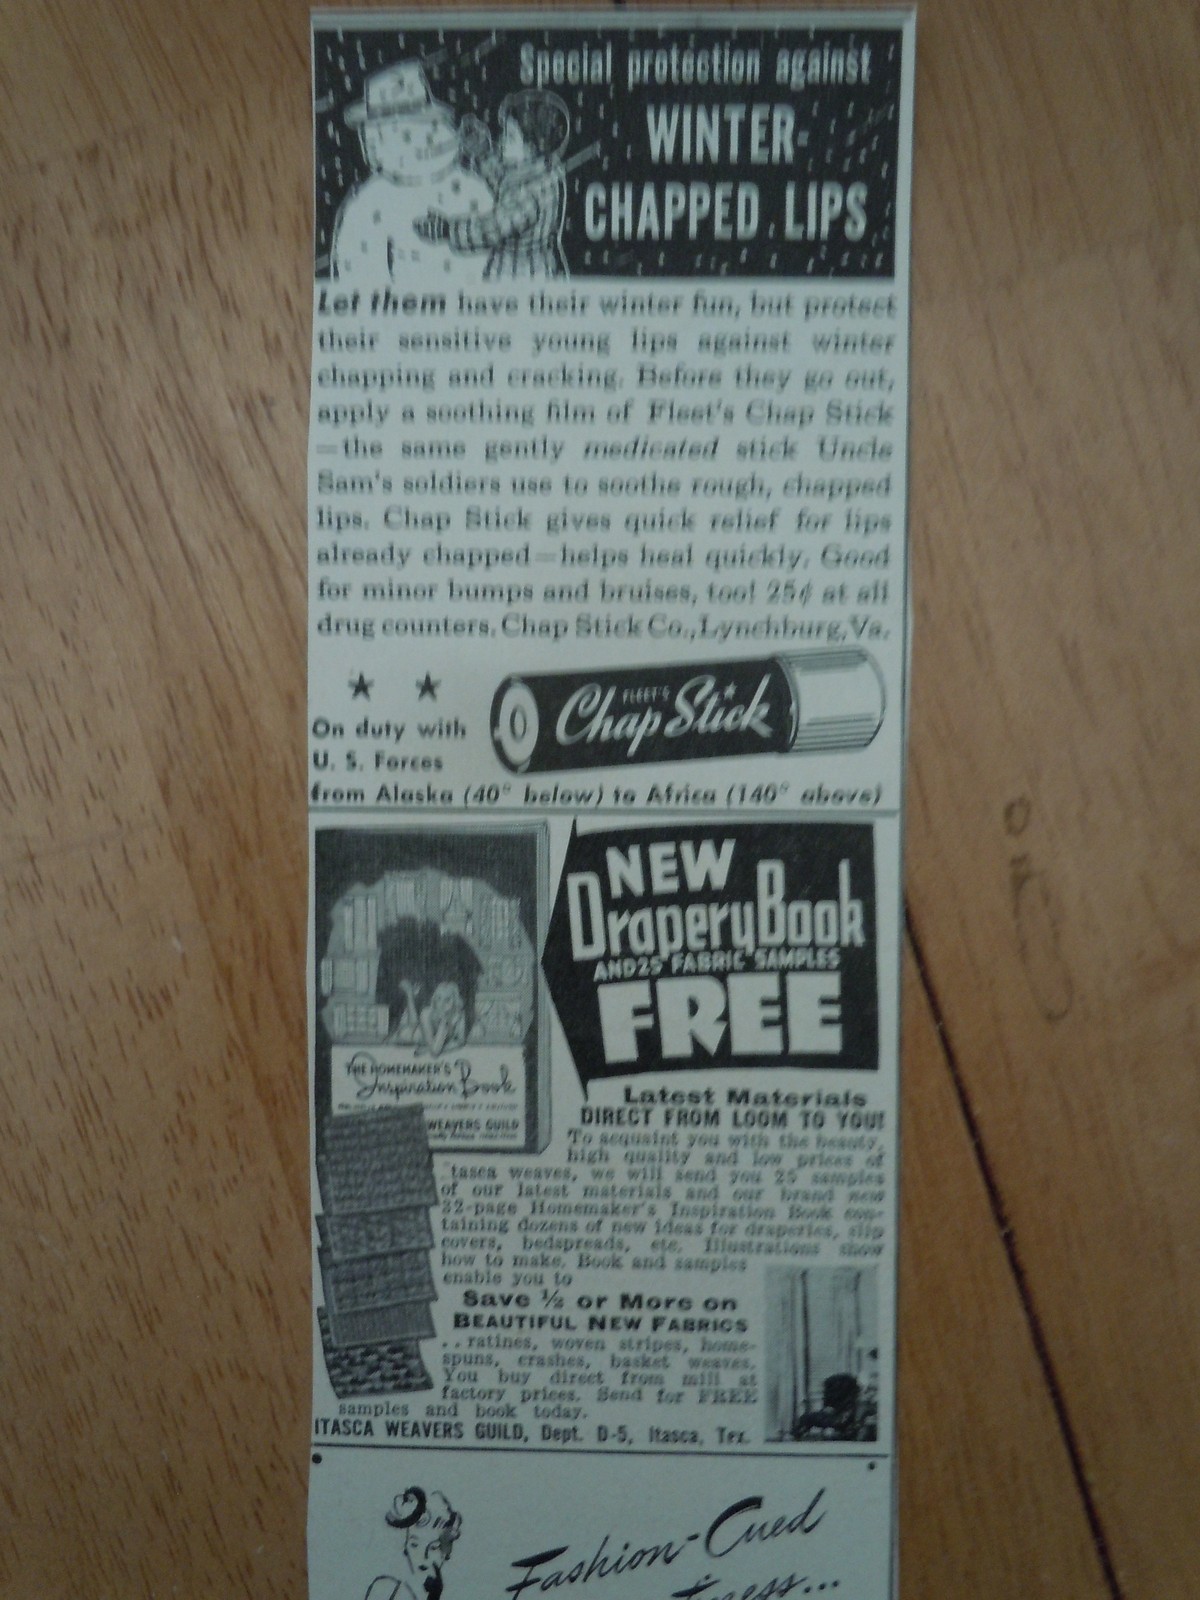 Special protection against
WINTER-
CHAPPED LIPS
Let them have their winter fun, but protect
their sensitive young lips against winter
chapping and cracking. Before they go out,
apply a soothing film of Fleet's Chap Stick
—the same gently medicated stick Uncle
Sam's soldiers use to soothe rough, chapped
lips. Chap Stick gives quick relief for lips
already chapped—helps heal quickly. Good
for minor bumps and bruises, too! 25¢ at all
drug counters. Chap Stick Co., Lynchburg, Va.
FLEET'S
Chap Stick
On duty with
U. S. Forces
from Alaska (40° below) to Africa (140° above)
NEW
Drapery Book
AND 25 FABRIC SAMPLES
FREE
THE HOMEMAKER'S
Inspiration Book
WEAVERS GUILD
Latest Materials
DIRECT FROM LOOM TO YOU!
To acquaint you with the beauty,
high quality and low prices of
tasca weaves, we will send you 25 samples
of our latest materials and our brand new
32-page Homemaker's Inspiration Book con-
taining dozens of new ideas for draperies, slip
covers, bedspreads, etc. Illustrations show
how to make. Book and samples
enable you to
Save ½ or More on
BEAUTIFUL NEW FABRICS
..ratines, woven stripes, home-
spuns, crashes, basket weaves.
You buy direct from mill at
factory prices. Send for FREE
samples and book today.
ITASCA WEAVERS GUILD, Dept. D-5, Itasca, Tex.
Fashion-Cued